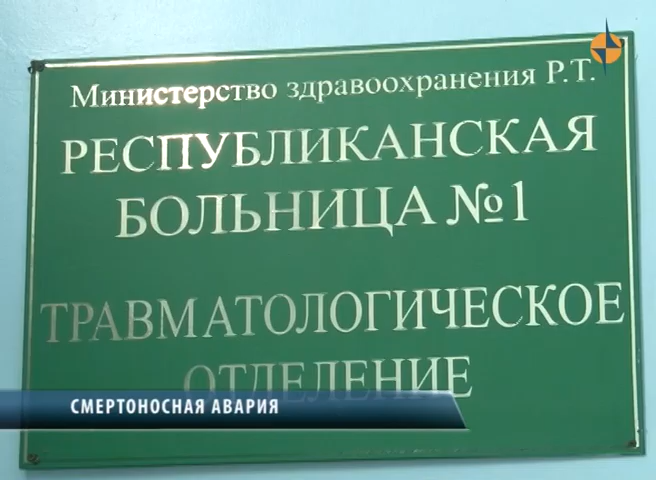 Министерство здравоохранения Р.Т.
РЕСПУБЛИКАНСКАЯ
БОЛЬНИЦА №1
ТРАВМАТОЛОГИЧЕСКОЕ
ОТДЕЛЕНИЕ
СМЕРТОНОСНАЯ АВАРИЯ